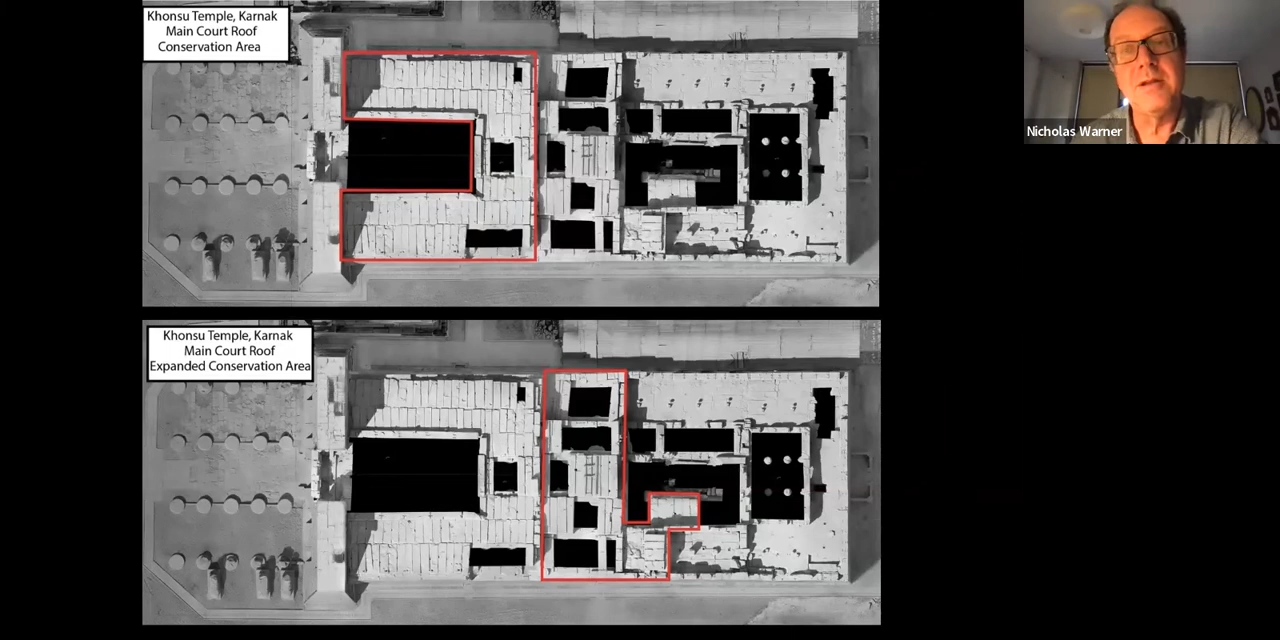 Khonsu Temple, Karnak
Main Court Roof
Conservation Area
Nicholas Warner
Khonsu Temple, Karnak
Main Court Roof
Expanded Conservation Area